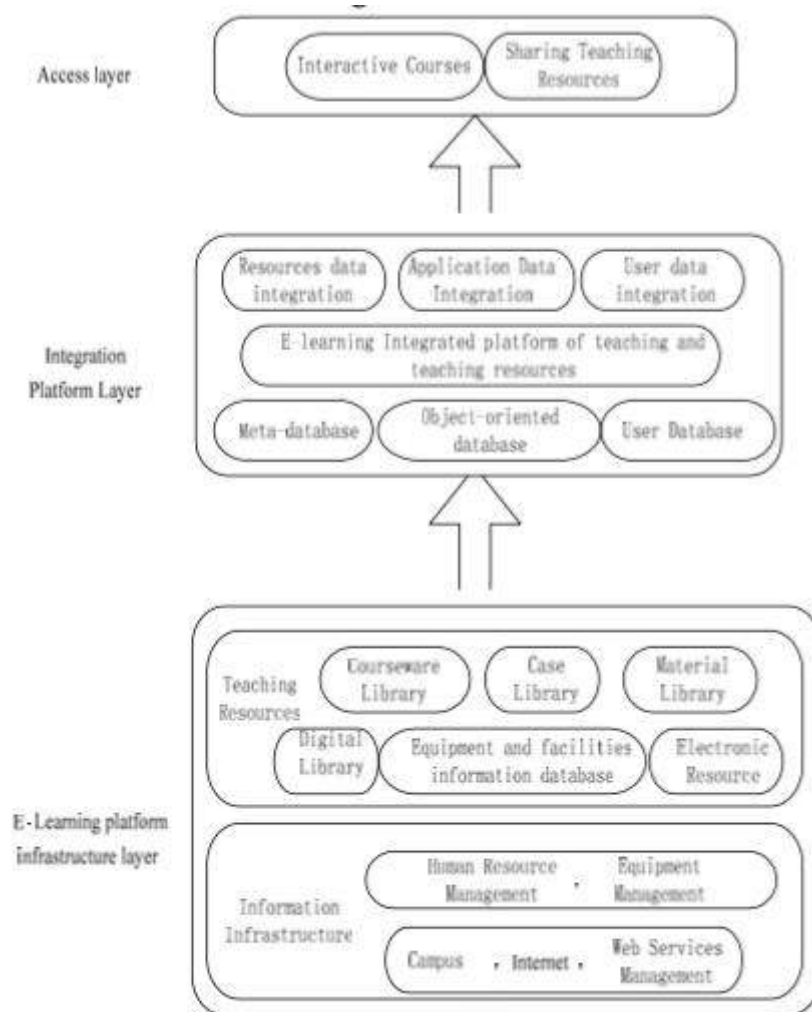 Access layer
Interactive Courses
Sharing Teaching
Resources
Resources data
integration
Application Data
Integration
User data
integration
Integration
Platform Layer
E-learning Integrated platform of teaching and
teaching resources
Meta-database
Object-oriented
database
User Database
Teaching
Resources
Courseware
Library
Case
Library
Material
Library
Digital
Library
Equipment and facilities
information database
Electronic
Resource
E-Learning platform
infrastructure layer
Information
Infrastructure
Human Resource
Management
,
Equipment
Management
Campus , Internet ,
Web Services
Management